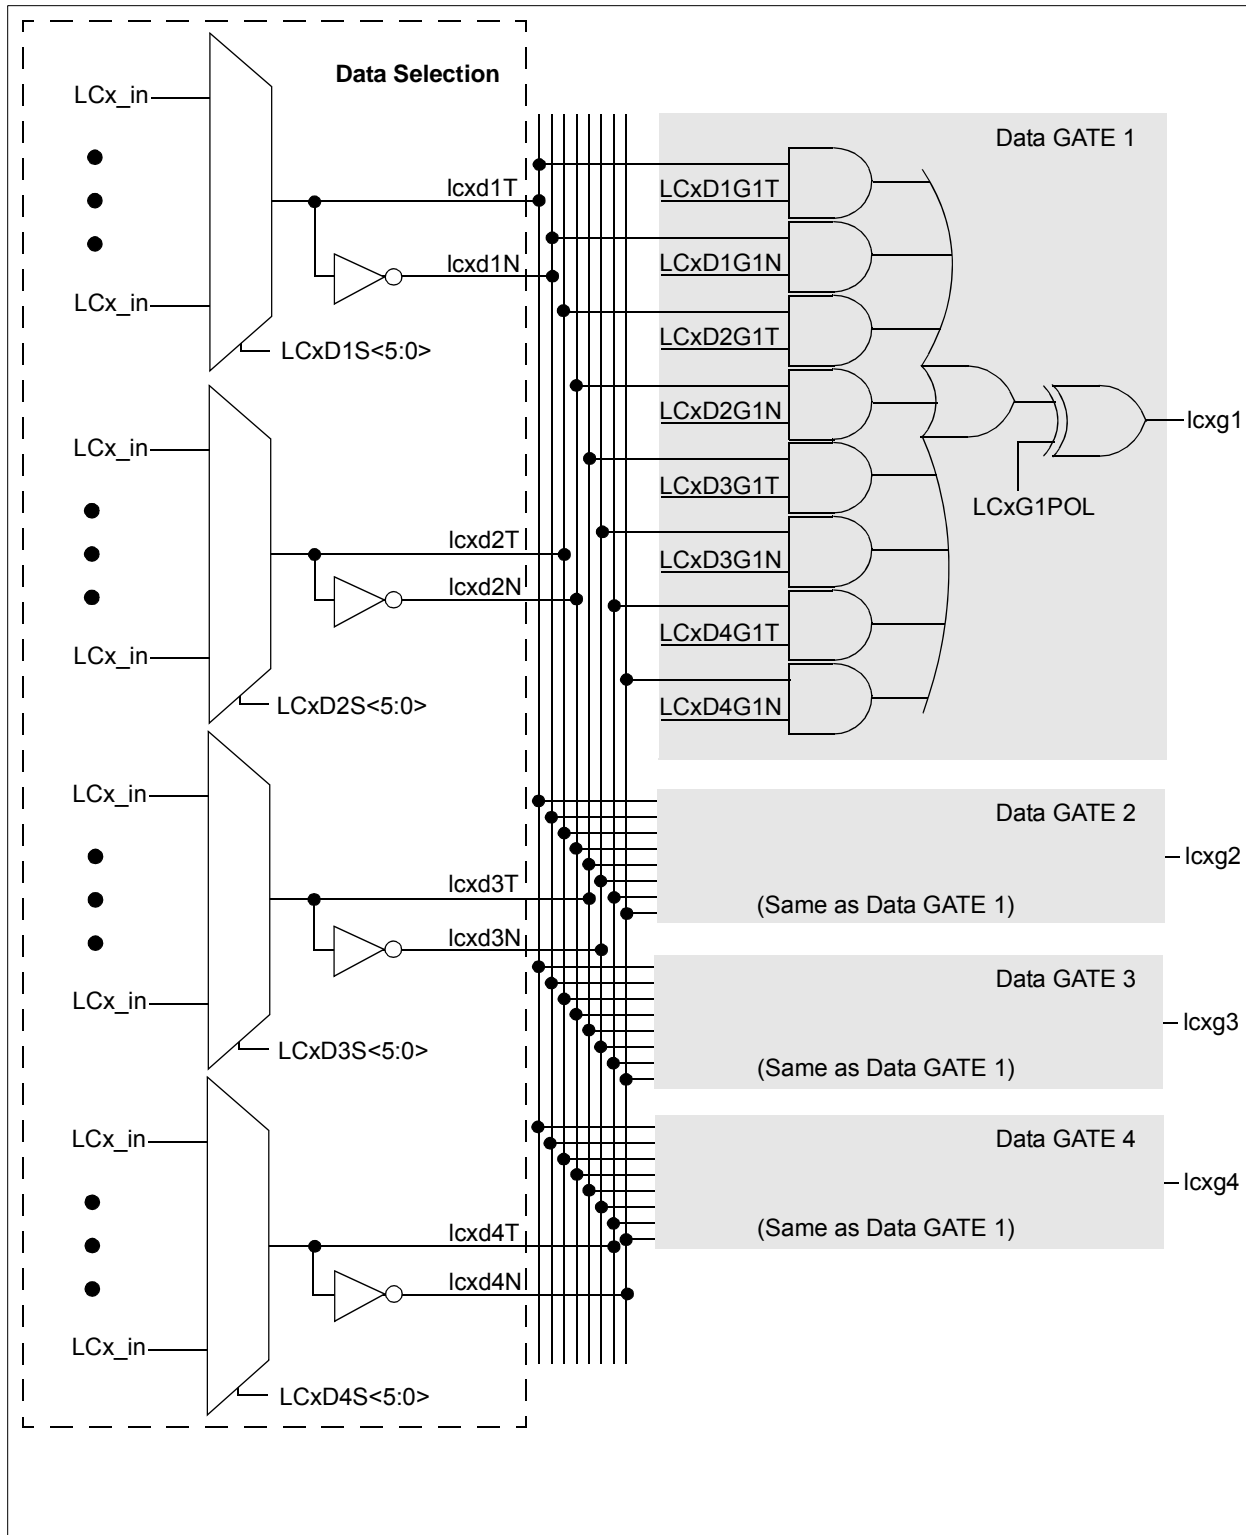 Data Selection
LCx_in
LCx_in
LCxD1S<5:0>
lcxd1T
lcxd1N
LCx_in
LCx_in
LCxD2S<5:0>
lcxd2T
lcxd2N
LCx_in
LCx_in
LCxD3S<5:0>
lcxd3T
lcxd3N
LCx_in
LCx_in
LCxD4S<5:0>
lcxd4T
lcxd4N
Data GATE 1
LCxD1G1T
LCxD1G1N
LCxD2G1T
LCxD2G1N
LCxD3G1T
LCxD3G1N
LCxD4G1T
LCxD4G1N
LCxG1POL
lcxg1
Data GATE 2
(Same as Data GATE 1)
lcxg2
Data GATE 3
(Same as Data GATE 1)
lcxg3
Data GATE 4
(Same as Data GATE 1)
lcxg4